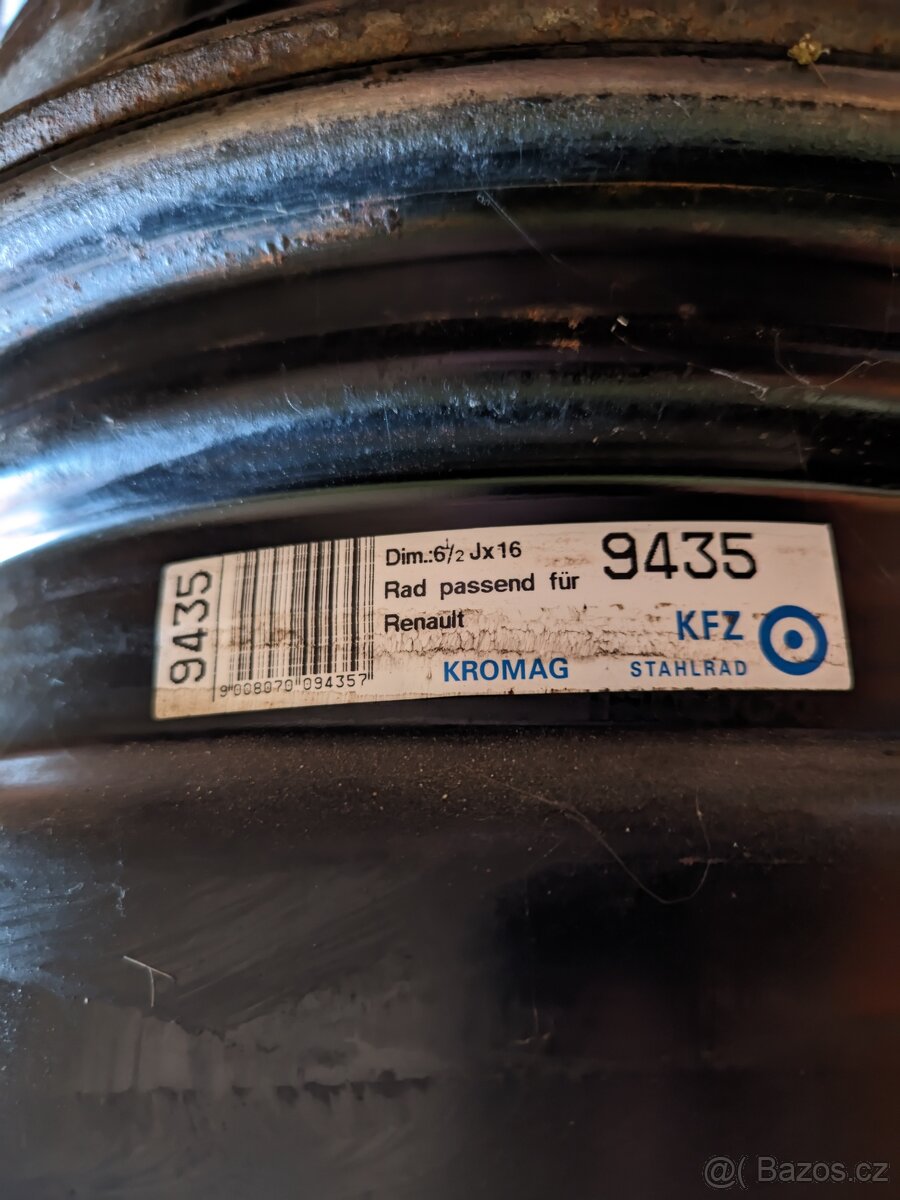 9435
9 008070 094357
Dim.:6½ Jx16
Rad passend für
Renault
KROMAG
9435
KFZ
STAHLRAD
@( Bazos.cz